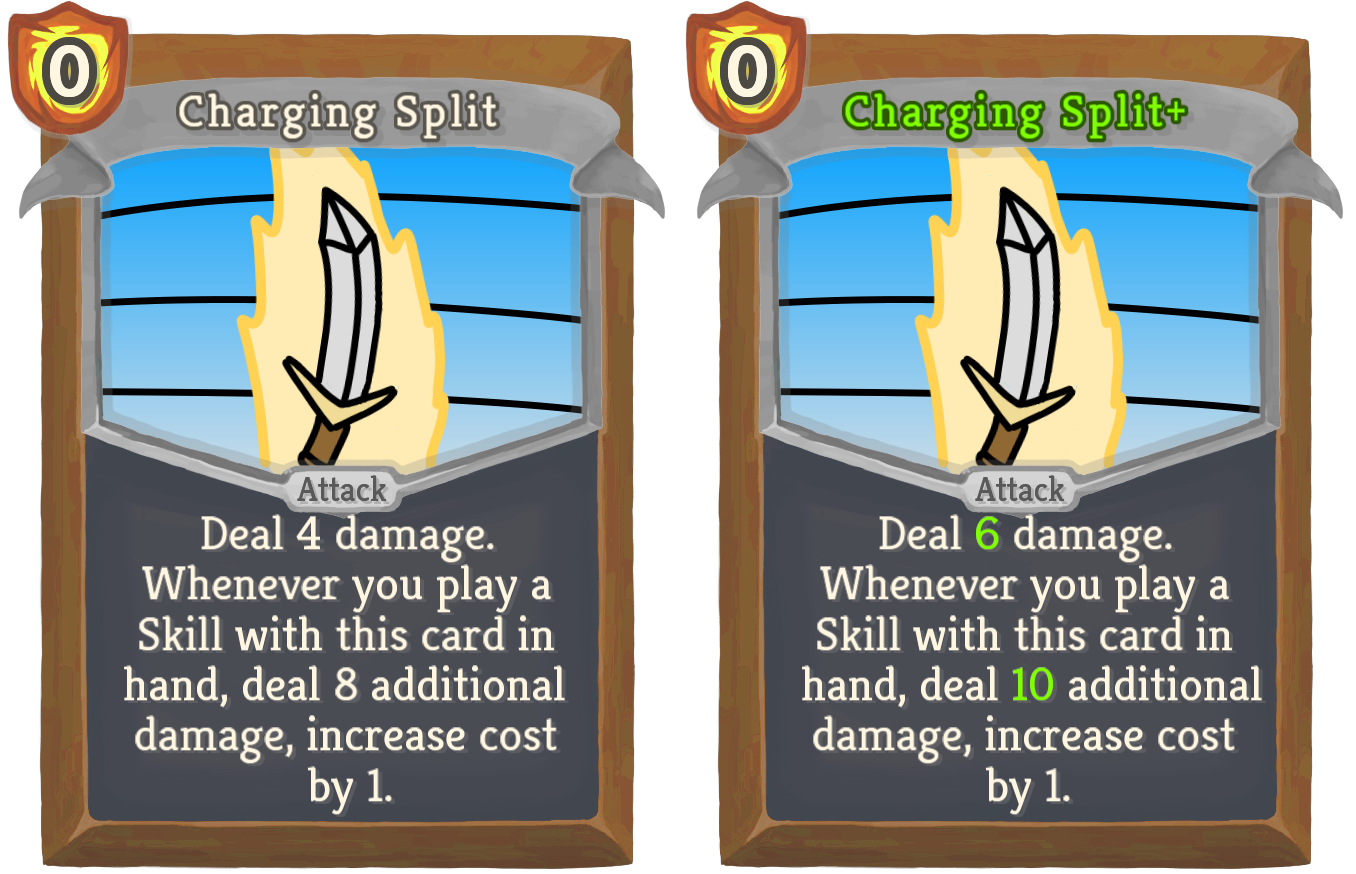 0
Charging Split
Attack
Deal 4 damage.
Whenever you play a
Skill with this card in
hand, deal 8 additional
damage, increase cost
by 1.
0
Charging Split+
Attack
Deal 6 damage.
Whenever you play a
Skill with this card in
hand, deal 10 additional
damage, increase cost
by 1.